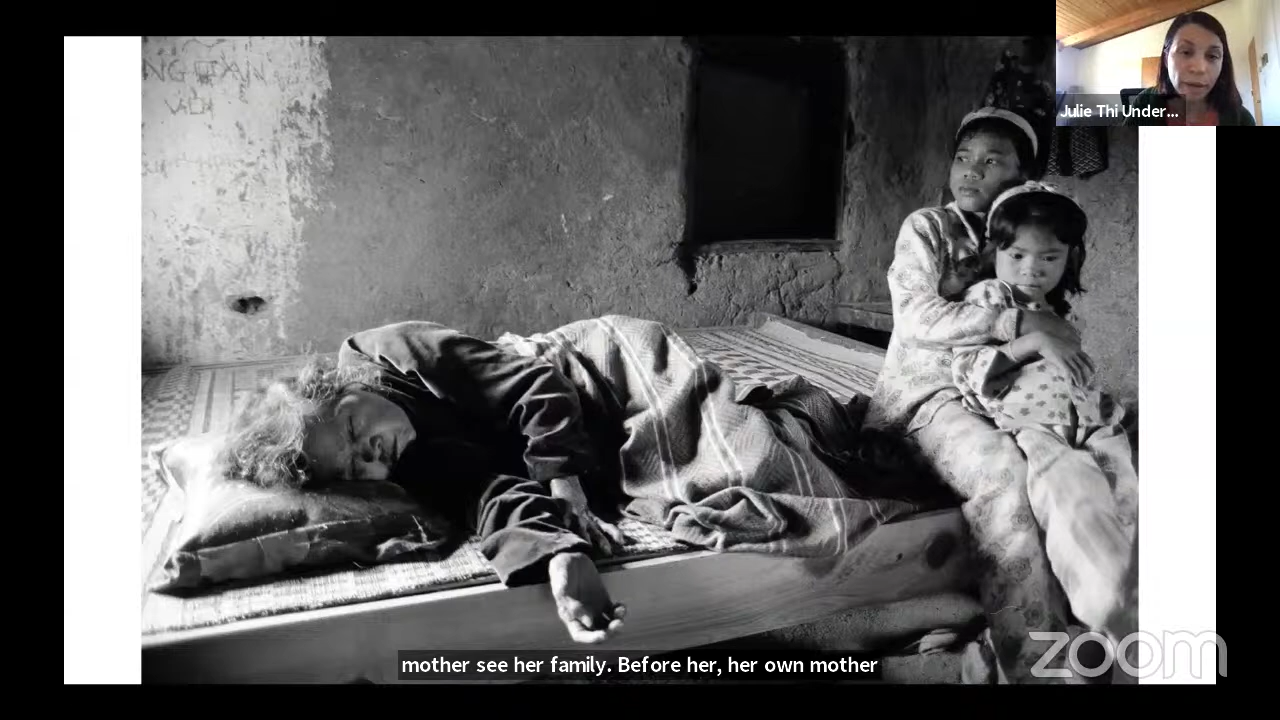 Julie Thi Under...
mother see her family. Before her, her own mother
zoom